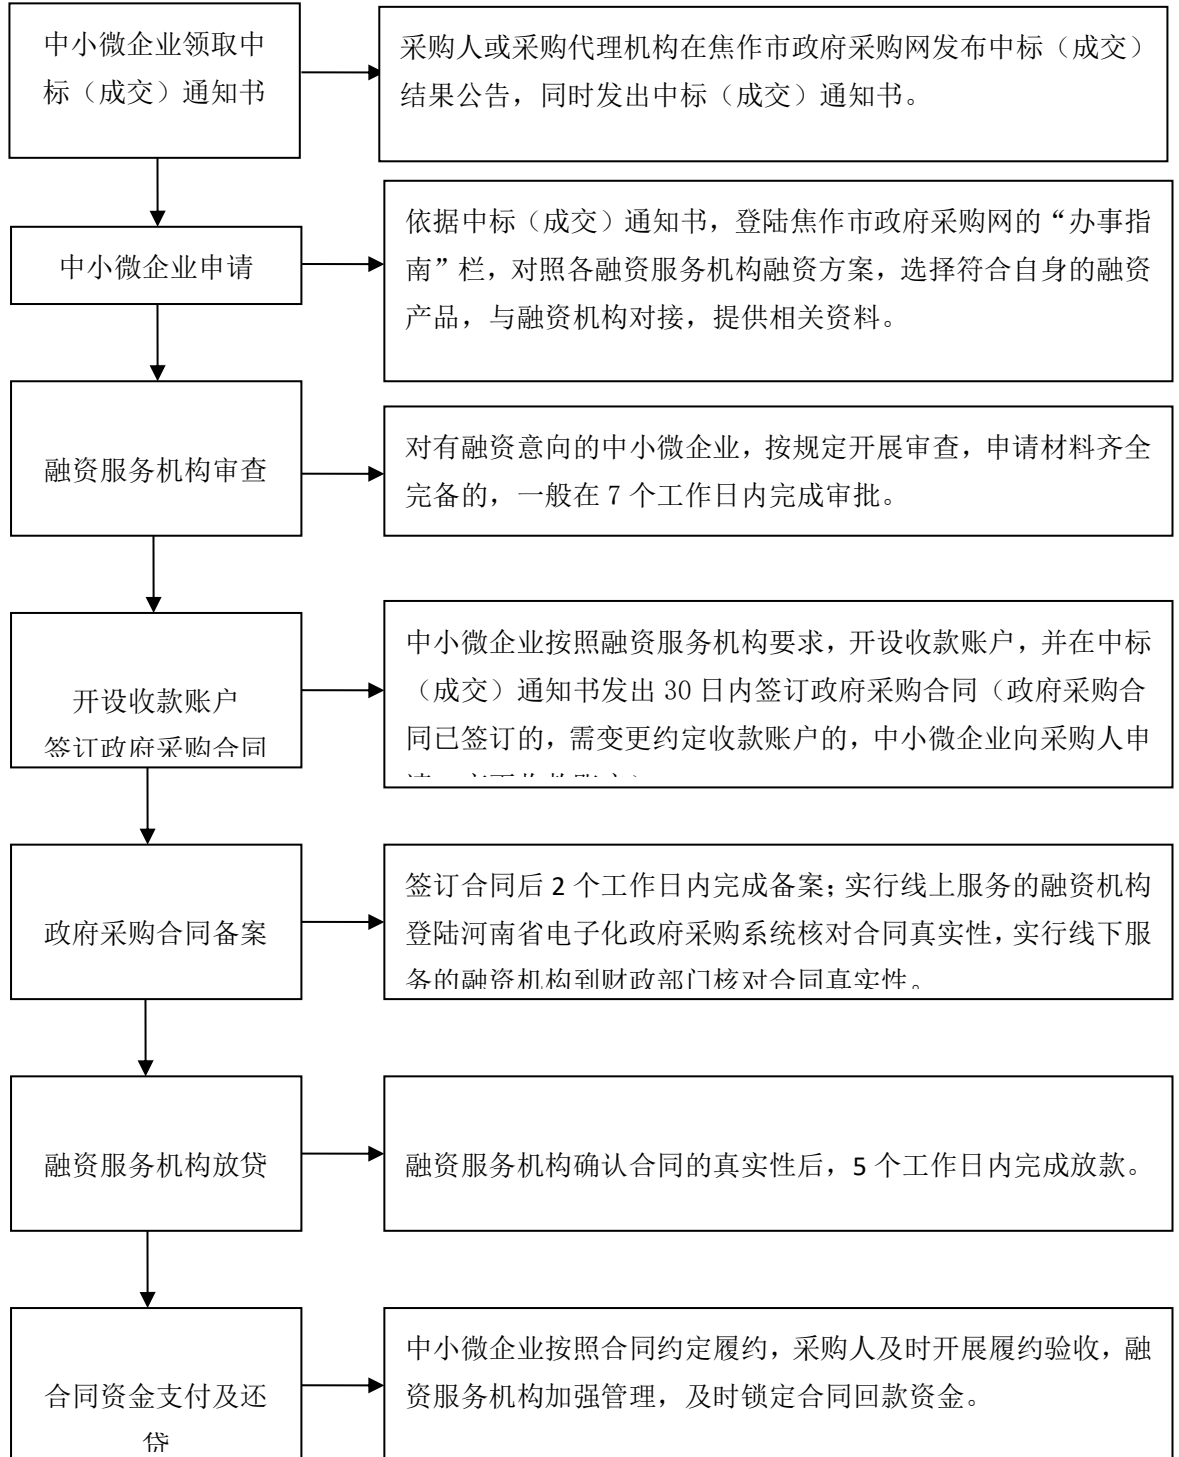 中小微企业领取中
标（成交）通知书
采购人或采购代理机构在焦作市政府采购网发布中标（成交）
结果公告，同时发出中标（成交）通知书。
中小微企业申请
依据中标（成交）通知书，登陆焦作市政府采购网的“办事指
南”栏，对照各融资服务机构融资方案，选择符合自身的融资
产品，与融资机构对接，提供相关资料。
融资服务机构审查
对有融资意向的中小微企业，按规定开展审查，申请材料齐全
完备的，一般在 7 个工作日内完成审批。
开设收款账户
签订政府采购合同
中小微企业按照融资服务机构要求，开设收款账户，并在中标
（成交）通知书发出 30 日内签订政府采购合同（政府采购合
同已签订的，需变更约定收款账户的，中小微企业向采购人申
政府采购合同备案
签订合同后 2 个工作日内完成备案；实行线上服务的融资机构
登陆河南省电子化政府采购系统核对合同真实性，实行线下服
务的融资机构到财政部门核对合同真实性。
融资服务机构放贷
融资服务机构确认合同的真实性后，5 个工作日内完成放款。
合同资金支付及还
贷
中小微企业按照合同约定履约，采购人及时开展履约验收，融
资服务机构加强管理，及时锁定合同回款资金。